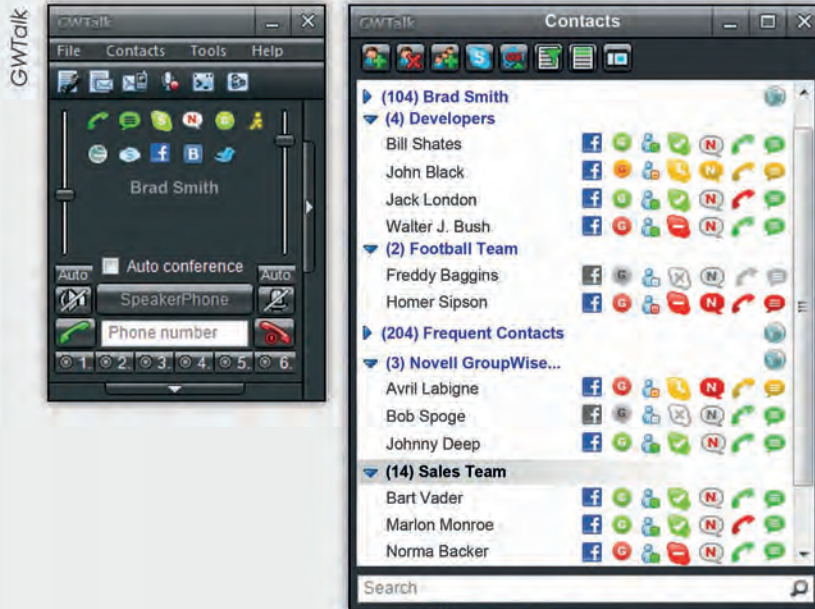 GWTalk
GWTalk
File Contacts Tools Help
Brad Smith
Auto conference
Auto Auto
SpeakerPhone
Phone number
1. 2. 3. 4. 5. 6.
GWTalk Contacts
(104) Brad Smith
(4) Developers
Bill Shates
John Black
Jack London
Walter J. Bush
(2) Football Team
Freddy Baggins
Homer Sipson
(204) Frequent Contacts
(3) Novell GroupWise...
Avril Labigne
Bob Spoge
Johnny Deep
(14) Sales Team
Bart Vader
Marlon Monroe
Norma Backer
Search